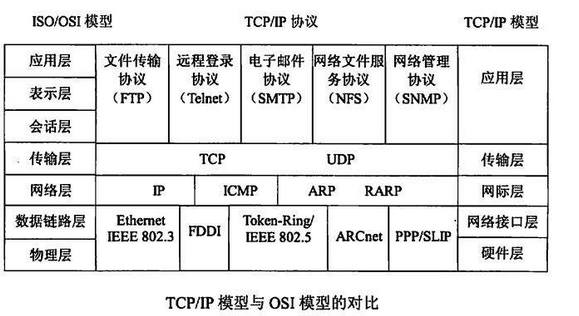 ISO/OSI 模型 TCP/IP 协议 TCP/IP 模型
应用层 文件传输 远程登录 电子邮件 网络文件服 网络管理 应用层
协议 协议 协议 务协议 协议
表示层 （FTP） （Telnet） （SMTP） （NFS） （SNMP）
会话层
传输层 TCP UDP 传输层
网络层 IP ICMP ARP RARP 网际层
数据链路层 Ethernet IEEE 802.3 FDDI Token-Ring/ IEEE 802.5 ARCnet PPP/SLIP 网络接口层
物理层 硬件层
TCP/IP 模型与 OSI 模型的对比